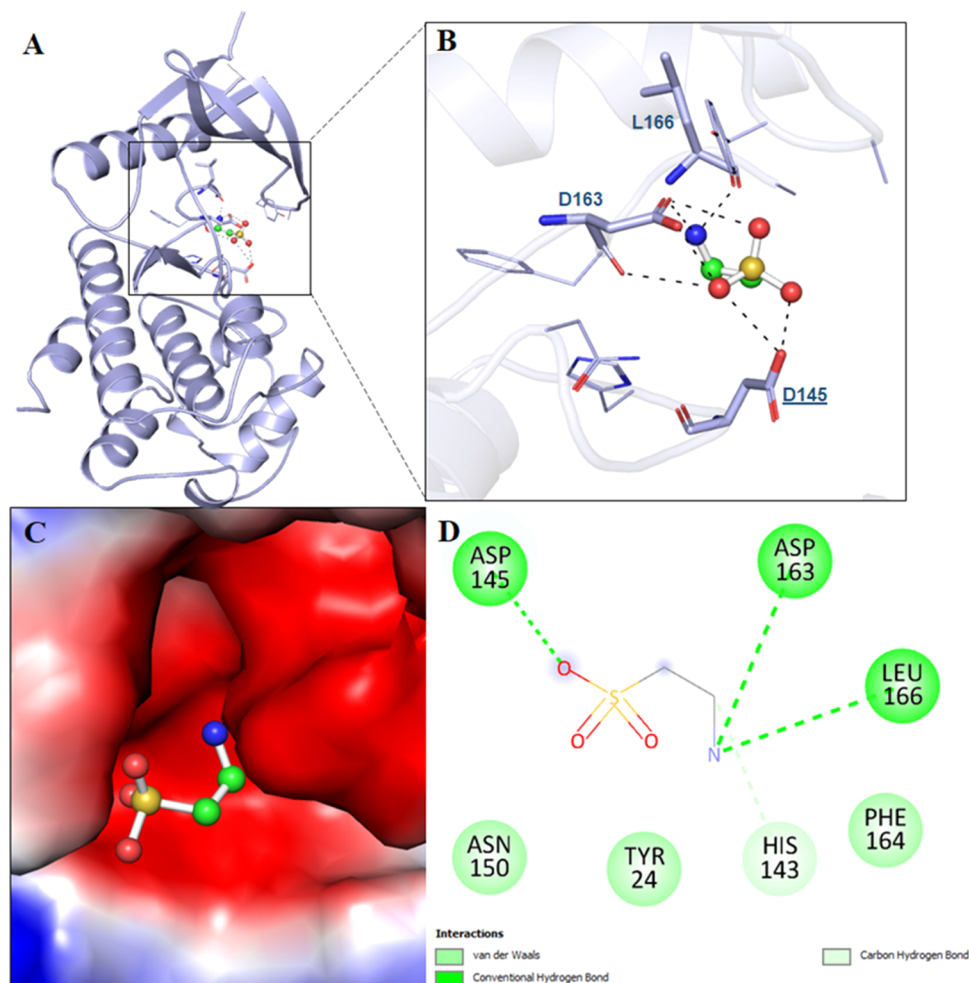 A
B
L166
D163
D145
C
D
ASP
145
ASP
163
LEU
166
O
S
O
O
N
ASN
150
TYR
24
HIS
143
PHE
164
Interactions
van der Waals
Conventional Hydrogen Bond
Carbon Hydrogen Bond